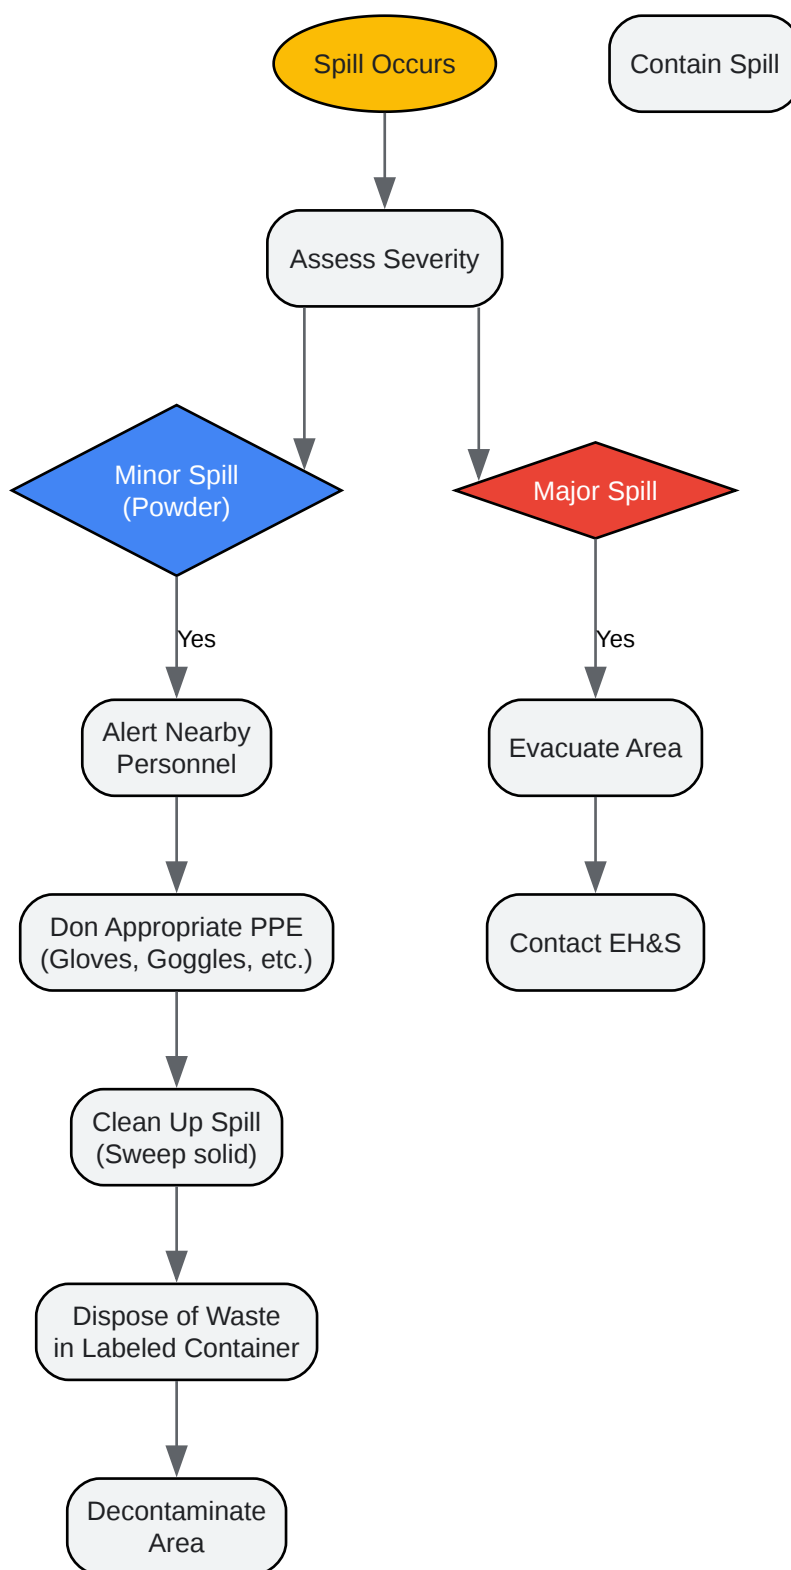 Spill Occurs
Contain Spill
Assess Severity
Minor Spill
(Powder)
Major Spill
Yes
Yes
Alert Nearby
Personnel
Evacuate Area
Don Appropriate PPE
(Gloves, Goggles, etc.)
Contact EH&S
Clean Up Spill
(Sweep solid)
Dispose of Waste
in Labeled Container
Decontaminate
Area